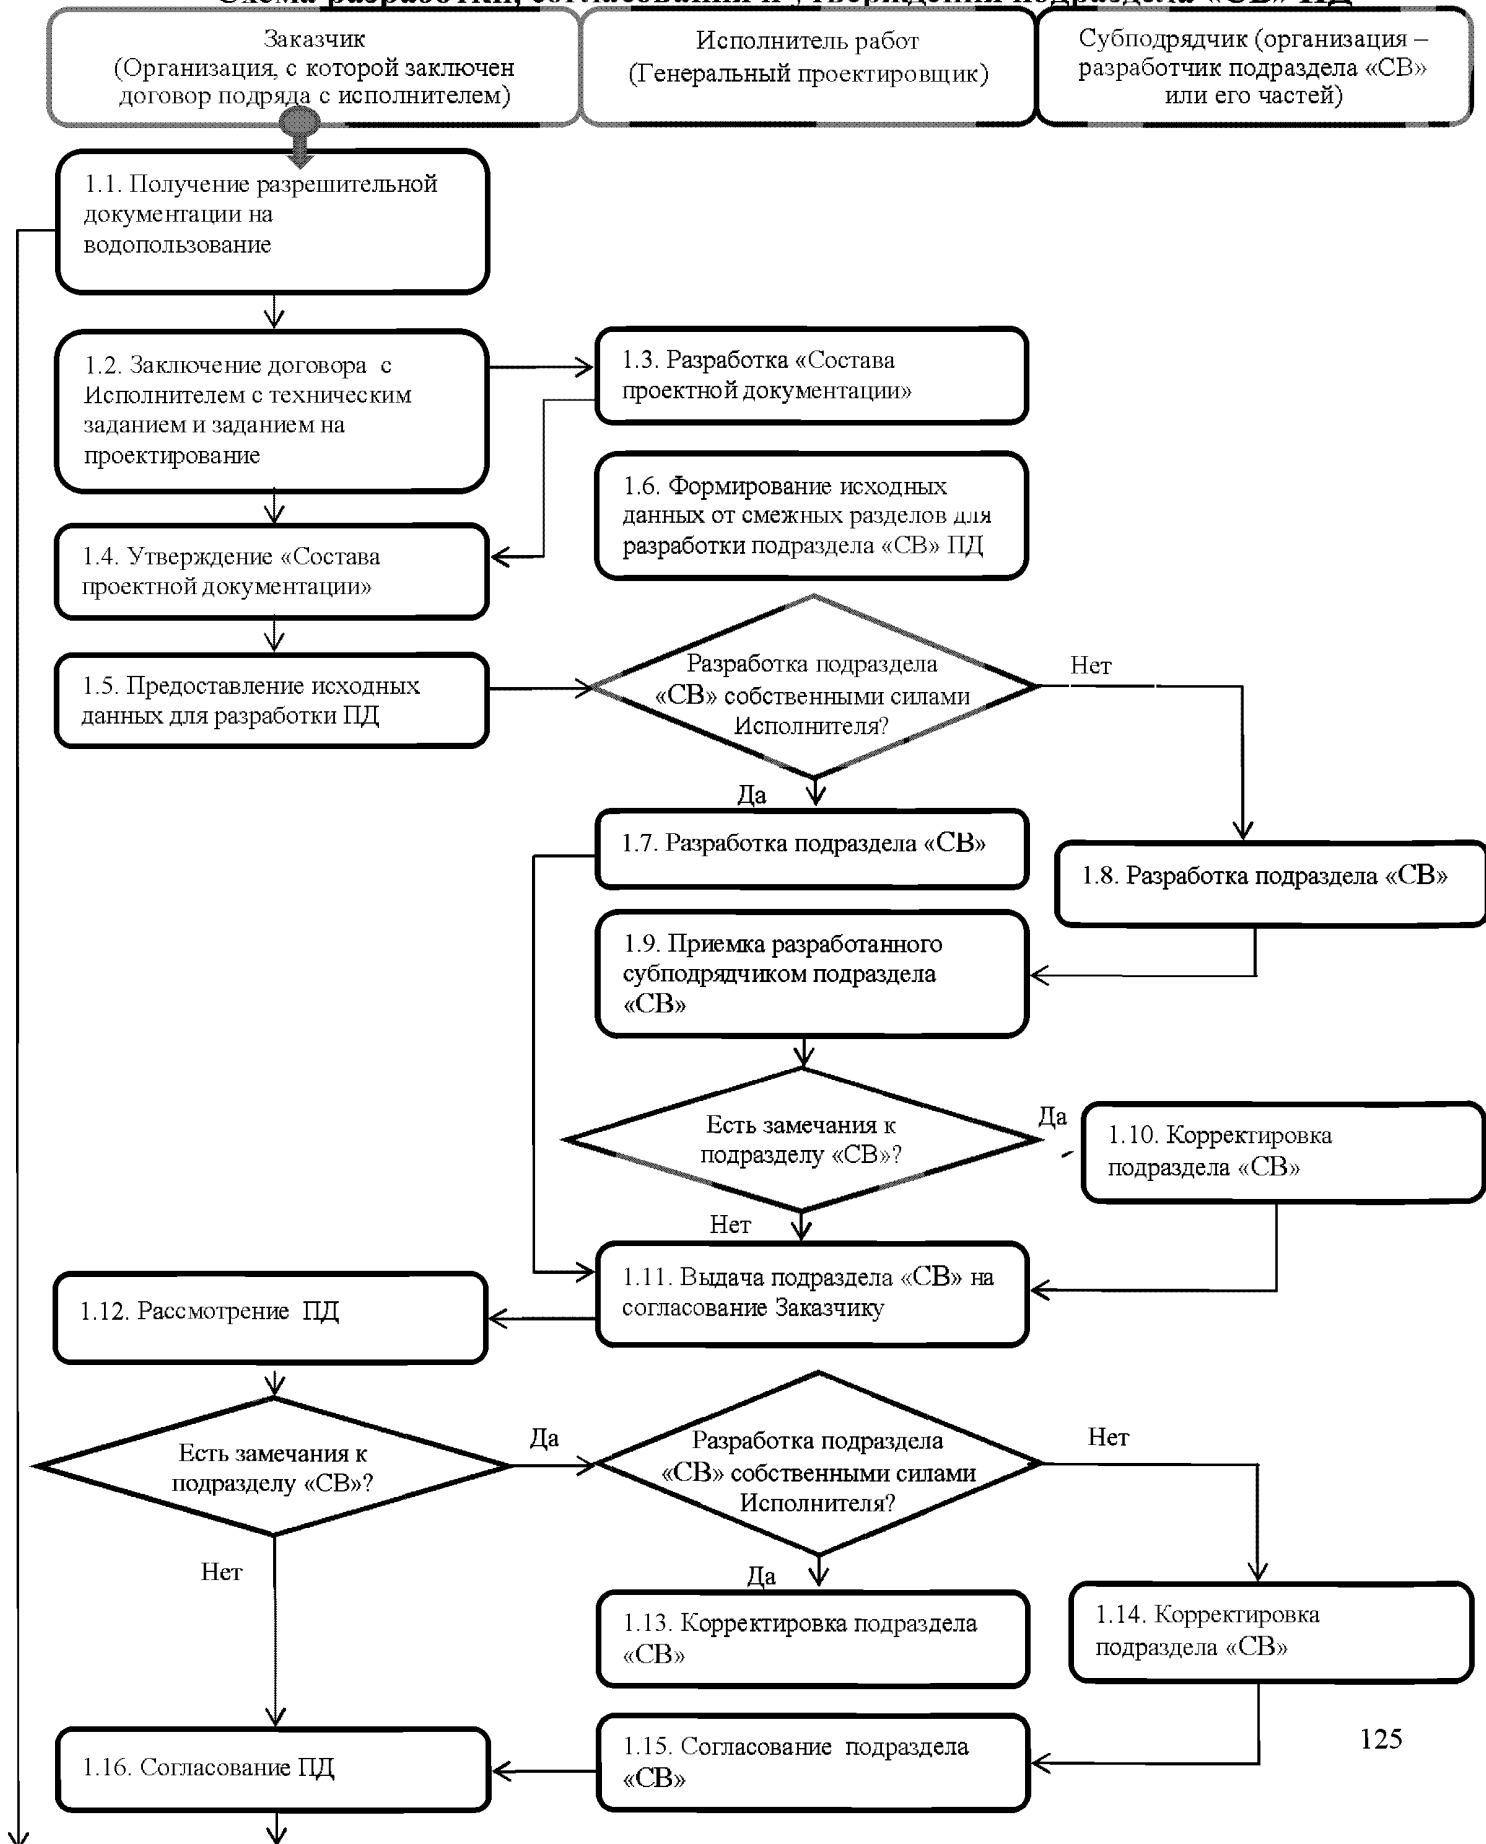 Схема разработки, согласования и утверждения подраздела «СВ» ПД
Заказчик
(Организация, с которой заключен
договор подряда с исполнителем)
Исполнитель работ
(Генеральный проектировщик)
Субподрядчик (организация –
разработчик подраздела «СВ»
или его частей)
1.1. Получение разрешительной
документации на
водопользование
1.2. Заключение договора с
Исполнителем с техническим
заданием и заданием на
проектирование
1.3. Разработка «Состава
проектной документации»
1.6. Формирование исходных
данных от смежных разделов для
разработки подраздела «СВ» ПД
1.4. Утверждение «Состава
проектной документации»
1.5. Предоставление исходных
данных для разработки ПД
Разработка подраздела
«СВ» собственными силами
Исполнителя?
Нет
Да
1.7. Разработка подраздела «СВ»
1.8. Разработка подраздела «СВ»
1.9. Приемка разработанного
субподрядчиком подраздела
«СВ»
Есть замечания к
подразделу «СВ»?
Да
1.10. Корректировка
подраздела «СВ»
Нет
1.11. Выдача подраздела «СВ» на
согласование Заказчику
1.12. Рассмотрение ПД
Есть замечания к
подразделу «СВ»?
Да
Разработка подраздела
«СВ» собственными силами
Исполнителя?
Нет
Нет
Да
1.13. Корректировка подраздела
«СВ»
1.14. Корректировка
подраздела «СВ»
1.15. Согласование подраздела
«СВ»
1.16. Согласование ПД
125